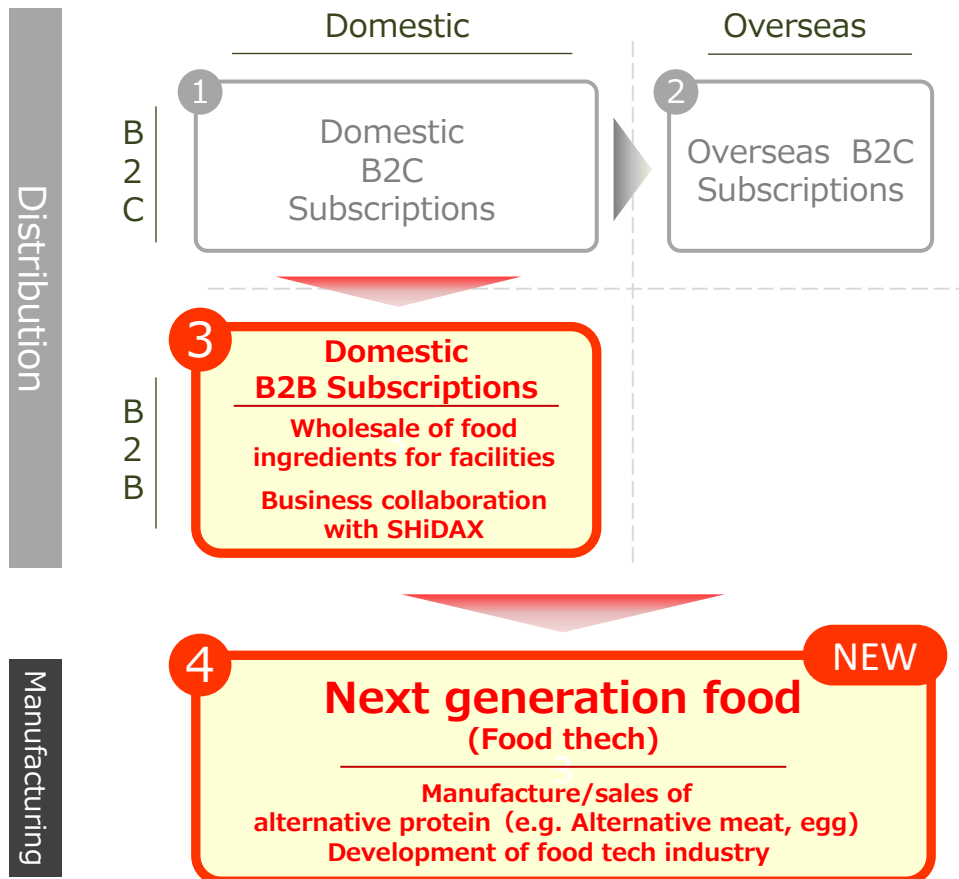 Domestic
Overseas
Distribution
B
2
C
1
Domestic
B2C
Subscriptions
2
Overseas B2C
Subscriptions
B
2
B
3
Domestic
B2B Subscriptions
Wholesale of food
ingredients for facilities
Business collaboration
with SHiDAX
Manufacturing
4
NEW
Next generation food
(Food thech)
3
Manufacture/sales of
alternative protein (e.g. Alternative meat, egg)
Development of food tech industry